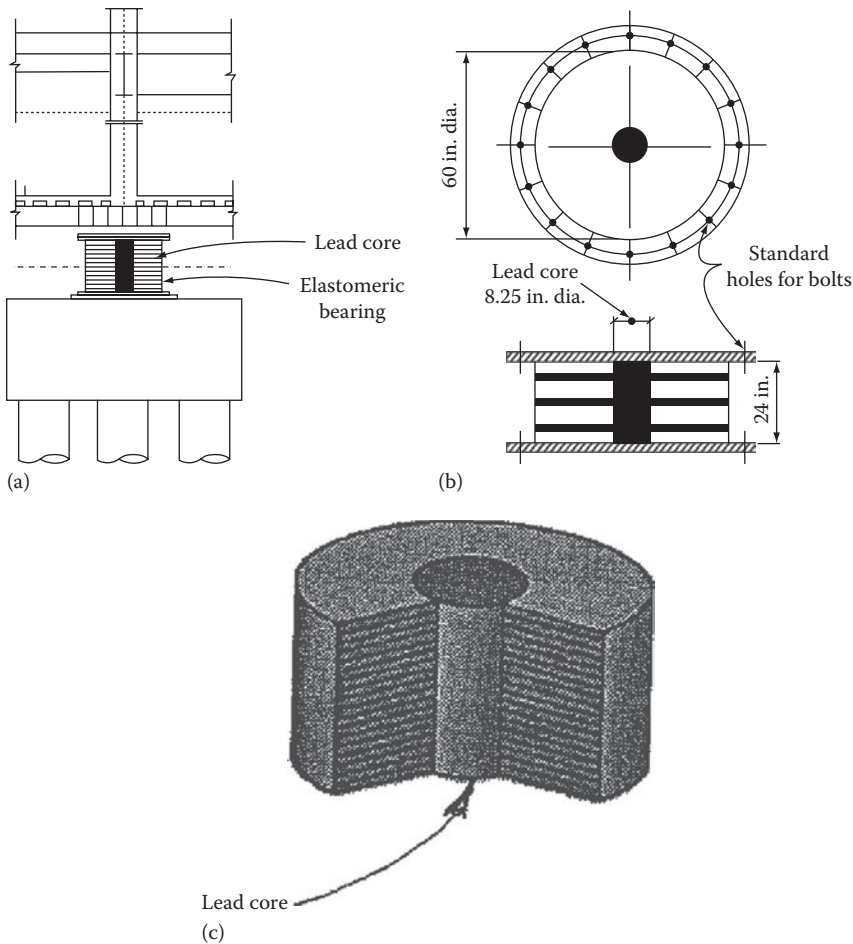 Lead core
Elastomeric
bearing
(a)
60 in. dia.
Lead core
8.25 in. dia.
Standard
holes for bolts
24 in.
(b)
Lead core
(c)